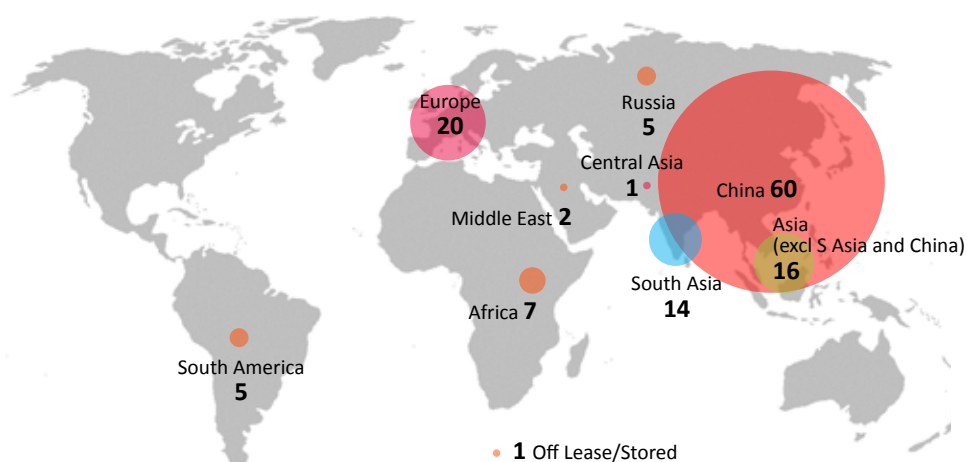 Europe
20
Russia
5
Central Asia
1
China 60
Middle East 2
Asia
(excl S Asia and China)
16
South Asia
14
Africa 7
South America
5
1 Off Lease/Stored